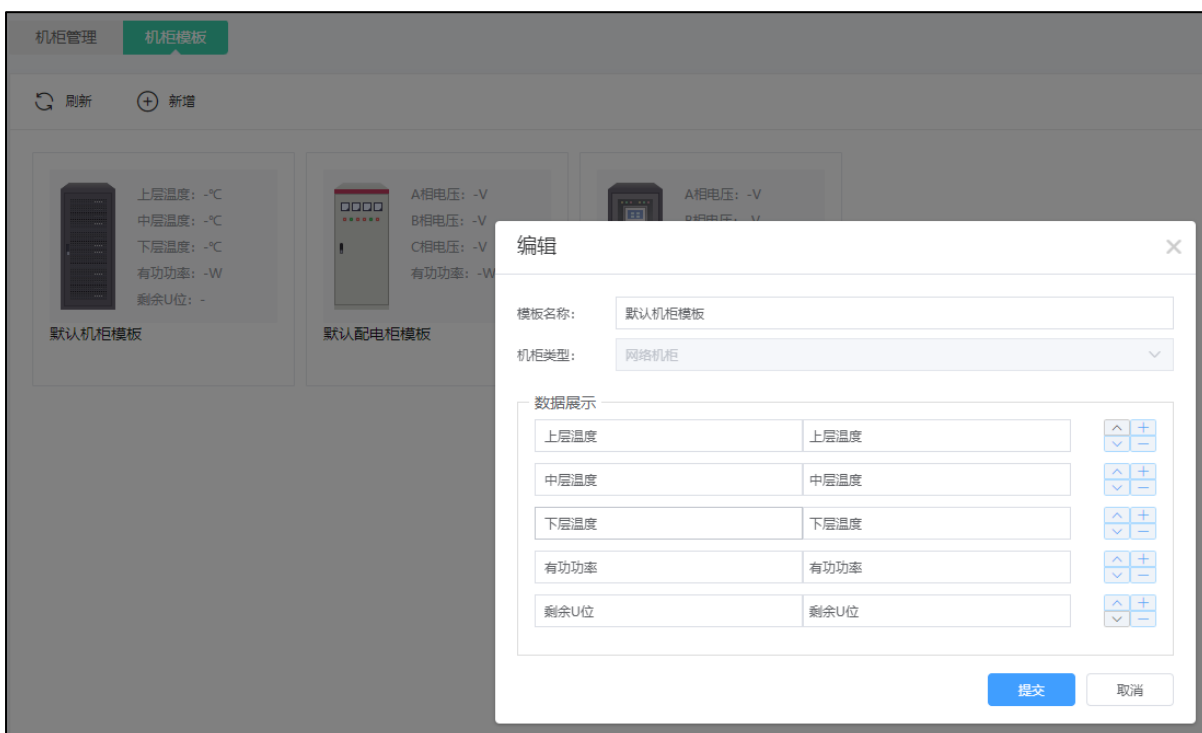 机柜管理 机柜模板
刷新 新增
上层温度: -℃
中层温度: -℃
下层温度: -℃
有功功率: -W
剩余U位: -
默认机柜模板
A相电压: -V
B相电压: -V
C相电压: -V
有功功率: -W
默认配电柜模板
A相电压: -V
B相电压: -V
编辑
模板名称: 默认机柜模板
机柜类型: 网络机柜
数据展示
上层温度 上层温度
中层温度 中层温度
下层温度 下层温度
有功功率 有功功率
剩余U位 剩余U位
提交 取消